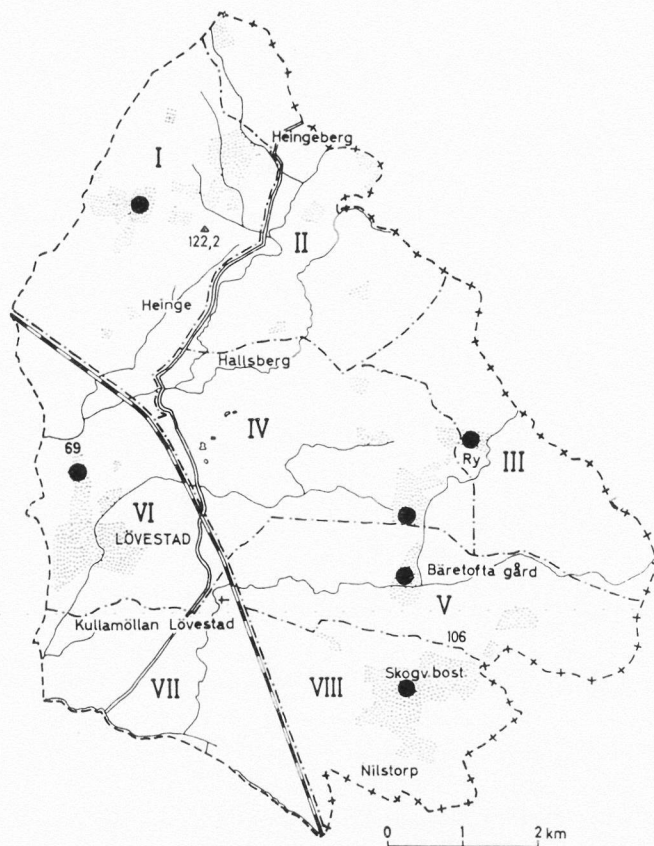 Heingeberg
I
122,2
II
Heinge
Hallsberg
IV
69
Ry
III
VI
LÖVESTAD
Bäretofta gård
V
Kullamöllan Lövestad
106
VII
VIII
Skogv. bost.
Nilstorp
0 1 2 km